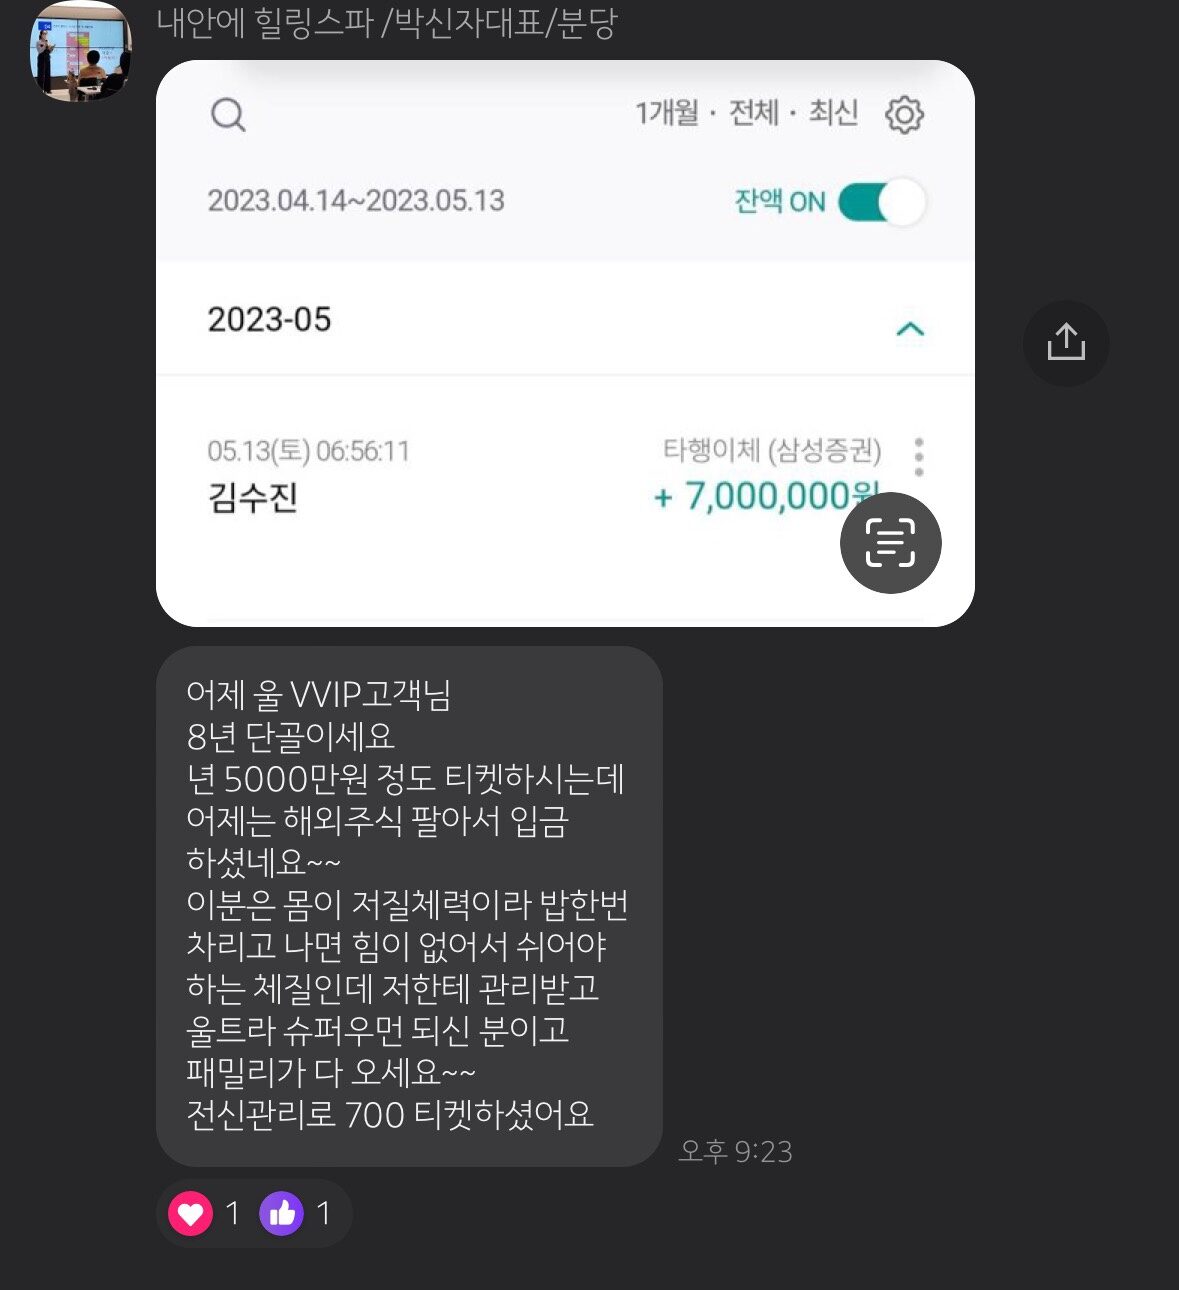 내안에 힐링스파 /박신자대표/분당
1개월 · 전체 · 최신
2023.04.14~2023.05.13
잔액 ON
2023-05
05.13(토) 06:56:11
타행이체 (삼성증권)
김수진
+ 7,000,000원
어제 울 VVIP고객님
8년 단골이세요
년 5000만원 정도 티켓하시는데
어제는 해외주식 팔아서 입금
하셨네요~~
이분은 몸이 저질체력이라 밥한번
차리고 나면 힘이 없어서 쉬어야
하는 체질인데 저한테 관리받고
울트라 슈퍼우먼 되신 분이고
패밀리가 다 오세요~~
전신관리로 700 티켓하셨어요
오후 9:23
1 1